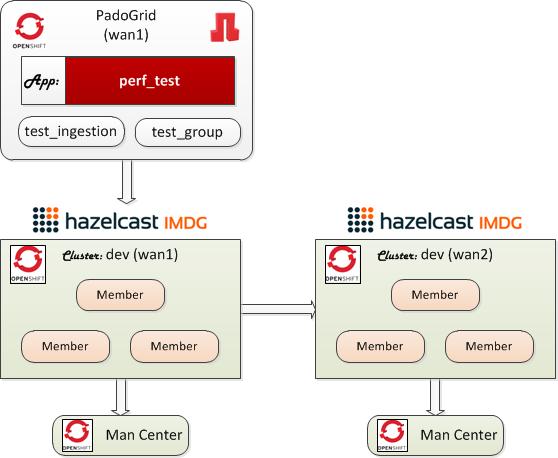 PadoGrid
(wan1)
OPENSHIFT
App:
perf_test
test_ingestion
test_group
hazelcast IMDG
hazelcast IMDG
Cluster: dev (wan1)
OPENSHIFT
Member
Member
Member
Cluster: dev (wan2)
OPENSHIFT
Member
Member
Member
OPENSHIFT
Man Center
OPENSHIFT
Man Center